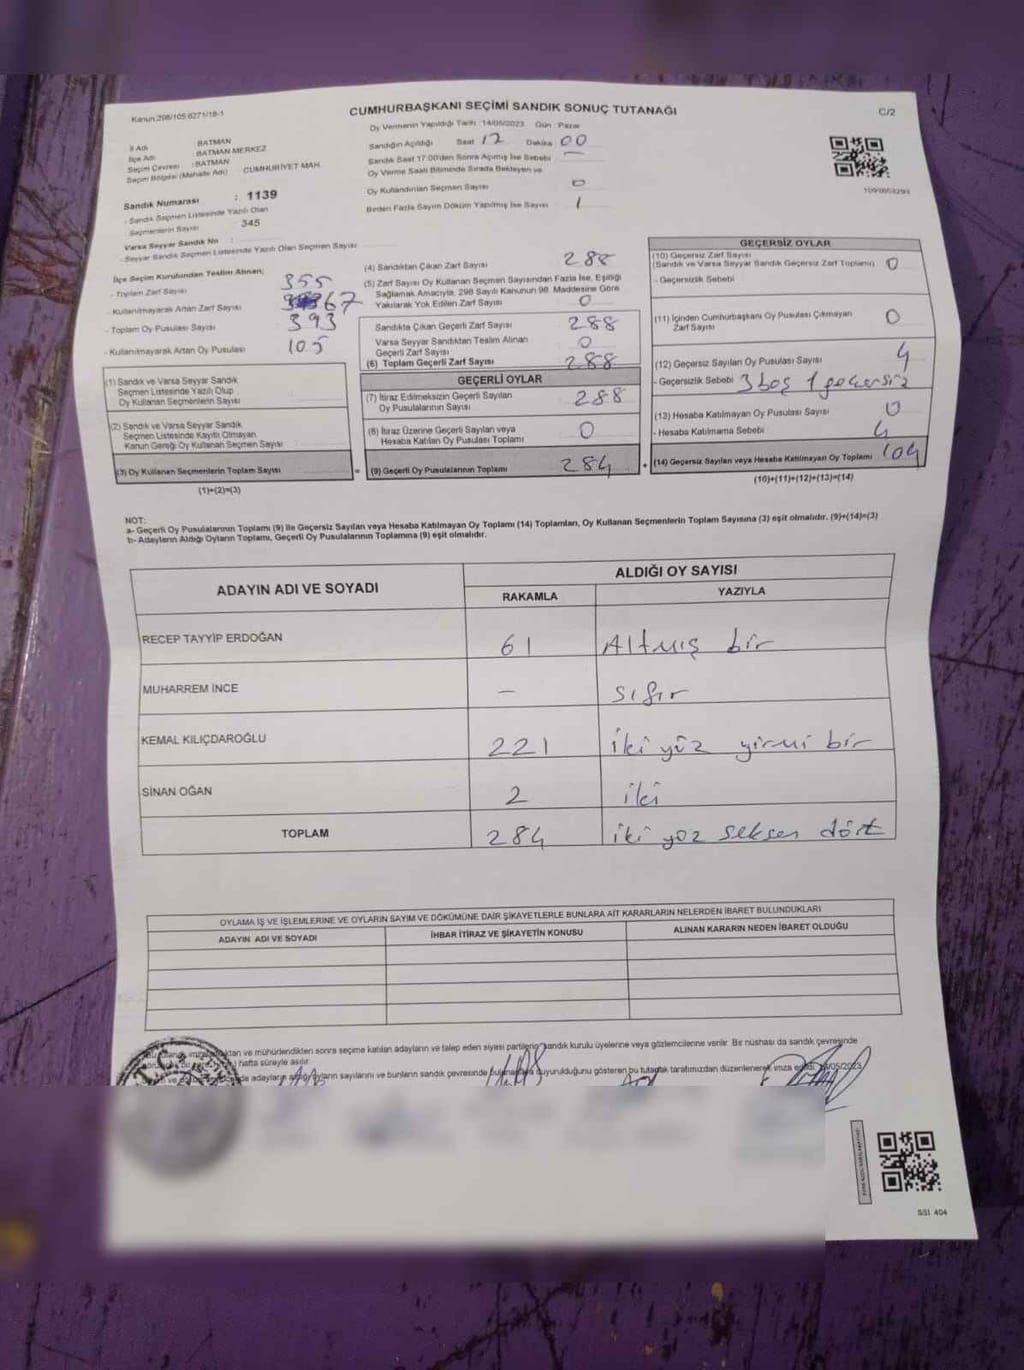 Kanun 298/105 6271/18-1
CUMHURBAŞKANI SEÇİMİ SANDIK SONUÇ TUTANAĞI
C/2
Oy Vermenin Yapıldığı Tarih :14/05/2023 Gün : Pazar
İl Adı : BATMAN
İlçe Adı : BATMAN MERKEZ
Seçim Çevresi : BATMAN
Seçim Bölgesi (Mahalle Adı) CUMHURİYET MAH.
Sandık Numarası : 1139
- Sandık Seçmen Listesinde Yazılı Olan
Seçmenlerin Sayısı 345
Varsa Seyyar Sandık No :
- Seyyar Sandık Seçmen Listesinde Yazılı Olan Seçmen Sayısı
Sandığın Açıldığı Saat 17 Dakika 00
Sandık Saat 17:00'den Sonra Açılmış İse Sebebi —
Oy Verme Saati Bitiminde Sırada Bekleyen ve
Oy Kullandırılan Seçmen Sayısı 0
Birden Fazla Sayım Döküm Yapılmış İse Sayısı 1
İlçe Seçim Kurulundan Teslim Alınan;
- Toplam Zarf Sayısı 355
- Kullanılmayarak Artan Zarf Sayısı 67
- Toplam Oy Pusulası Sayısı 393
- Kullanılmayarak Artan Oy Pusulası 105
(1) Sandık ve Varsa Seyyar Sandık
Seçmen Listesinde Yazılı Olup
Oy Kullanan Seçmenlerin Sayısı
(2) Sandık ve Varsa Seyyar Sandık
Seçmen Listesinde Kayıtlı Olmayan
Kanun Gereği Oy Kullanan Seçmen Sayısı
(3) Oy Kullanan Seçmenlerin Toplam Sayısı
=
(1)+(2)=(3)
(4) Sandıktan Çıkan Zarf Sayısı 288
(5) Zarf Sayısı Oy Kullanan Seçmen Sayısından Fazla İse, Eşitliği
Sağlamak Amacıyla, 298 Sayılı Kanunun 98. Maddesine Göre
Yakılarak Yok Edilen Zarf Sayısı 0
Sandıkta Çıkan Geçerli Zarf Sayısı 288
Varsa Seyyar Sandıktan Teslim Alınan
Geçerli Zarf Sayısı 0
(6) Toplam Geçerli Zarf Sayısı 288
GEÇERLİ OYLAR
(7) İtiraz Edilmeksizin Geçerli Sayılan
Oy Pusulalarının Sayısı 288
(8) İtiraz Üzerine Geçerli Sayılan veya
Hesaba Katılan Oy Pusulası Toplamı 0
(9) Geçerli Oy Pusulalarının Toplamı 284
+
GEÇERSİZ OYLAR
(10) Geçersiz Zarf Sayısı
(Sandık ve Varsa Seyyar Sandık Geçersiz Zarf Toplamı) 0
- Geçersizlik Sebebi
(11) İçinden Cumhurbaşkanı Oy Pusulası Çıkmayan
Zarf Sayısı 0
(12) Geçersiz Sayılan Oy Pusulası Sayısı 4
- Geçersizlik Sebebi 3 boş 1 geçersiz
(13) Hesaba Katılmayan Oy Pusulası Sayısı 0
- Hesaba Katılmama Sebebi 4
(14) Geçersiz Sayılan veya Hesaba Katılmayan Oy Toplamı 104
(10)+(11)+(12)+(13)=(14)
NOT:
a- Geçerli Oy Pusulalarının Toplamı (9) ile Geçersiz Sayılan veya Hesaba Katılmayan Oy Toplamı (14) Toplamları, Oy Kullanan Seçmenlerin Toplam Sayısına (3) eşit olmalıdır. (9)+(14)=(3)
b- Adayların Aldığı Oyların Toplamı, Geçerli Oy Pusulalarının Toplamına (9) eşit olmalıdır.
ADAYIN ADI VE SOYADI
ALDIĞI OY SAYISI
RAKAMLA YAZIYLA
RECEP TAYYİP ERDOĞAN 61 Altmış bir
MUHARREM İNCE — sıfır
KEMAL KILIÇDAROĞLU 221 iki yüz yirmi bir
SİNAN OĞAN 2 iki
TOPLAM 284 iki yoz seksen dört
OYLAMA İŞ VE İŞLEMLERİNE VE OYLARIN SAYIM VE DÖKÜMÜNE DAİR ŞİKAYETLERLE BUNLARA AİT KARARLARIN NELERDEN İBARET BULUNDUKLARI
ADAYIN ADI VE SOYADI İHBAR İTİRAZ VE ŞİKAYETİN KONUSU ALINAN KARARIN NEDEN İBARET OLDUĞU
ve mühürlendikten sonra seçime katılan adayların ve talep eden siyasi partilerin sandık kurulu üyelerine veya gözlemcilerine verilir. Bir nüshası da sandık çevresinde
hafta süreyle asılır.
adayların aldığı oyların sayılarını ve bunların sandık çevresinde duyurulduğunu gösteren bu tutanak tarafımızdan düzenlenerek imza edildi.
SSI 404